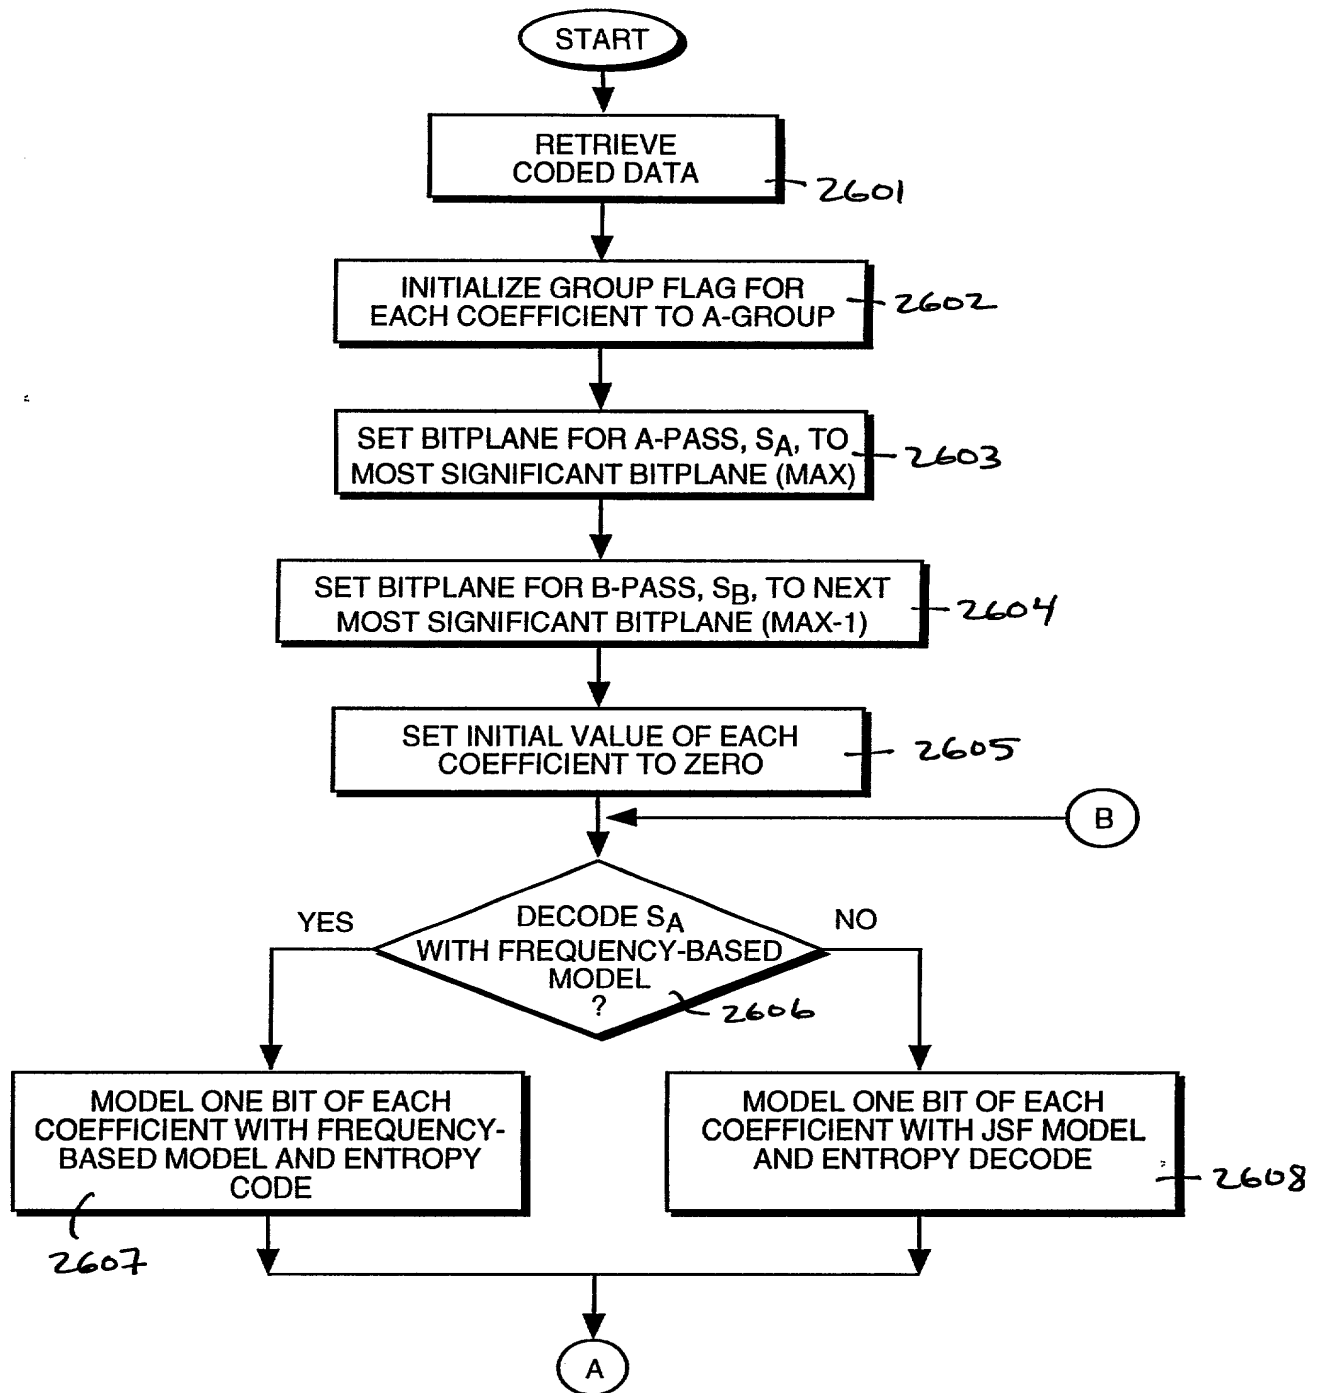 START
RETRIEVE
CODED DATA
2601
INITIALIZE GROUP FLAG FOR
EACH COEFFICIENT TO A-GROUP
2602
SET BITPLANE FOR A-PASS, SA, TO
MOST SIGNIFICANT BITPLANE (MAX)
2603
SET BITPLANE FOR B-PASS, SB, TO NEXT
MOST SIGNIFICANT BITPLANE (MAX-1)
2604
SET INITIAL VALUE OF EACH
COEFFICIENT TO ZERO
2605
B
YES
DECODE SA
WITH FREQUENCY-BASED
MODEL
?
NO
2606
MODEL ONE BIT OF EACH
COEFFICIENT WITH FREQUENCY-
BASED MODEL AND ENTROPY
CODE
2607
MODEL ONE BIT OF EACH
COEFFICIENT WITH JSF MODEL
AND ENTROPY DECODE
2608
A